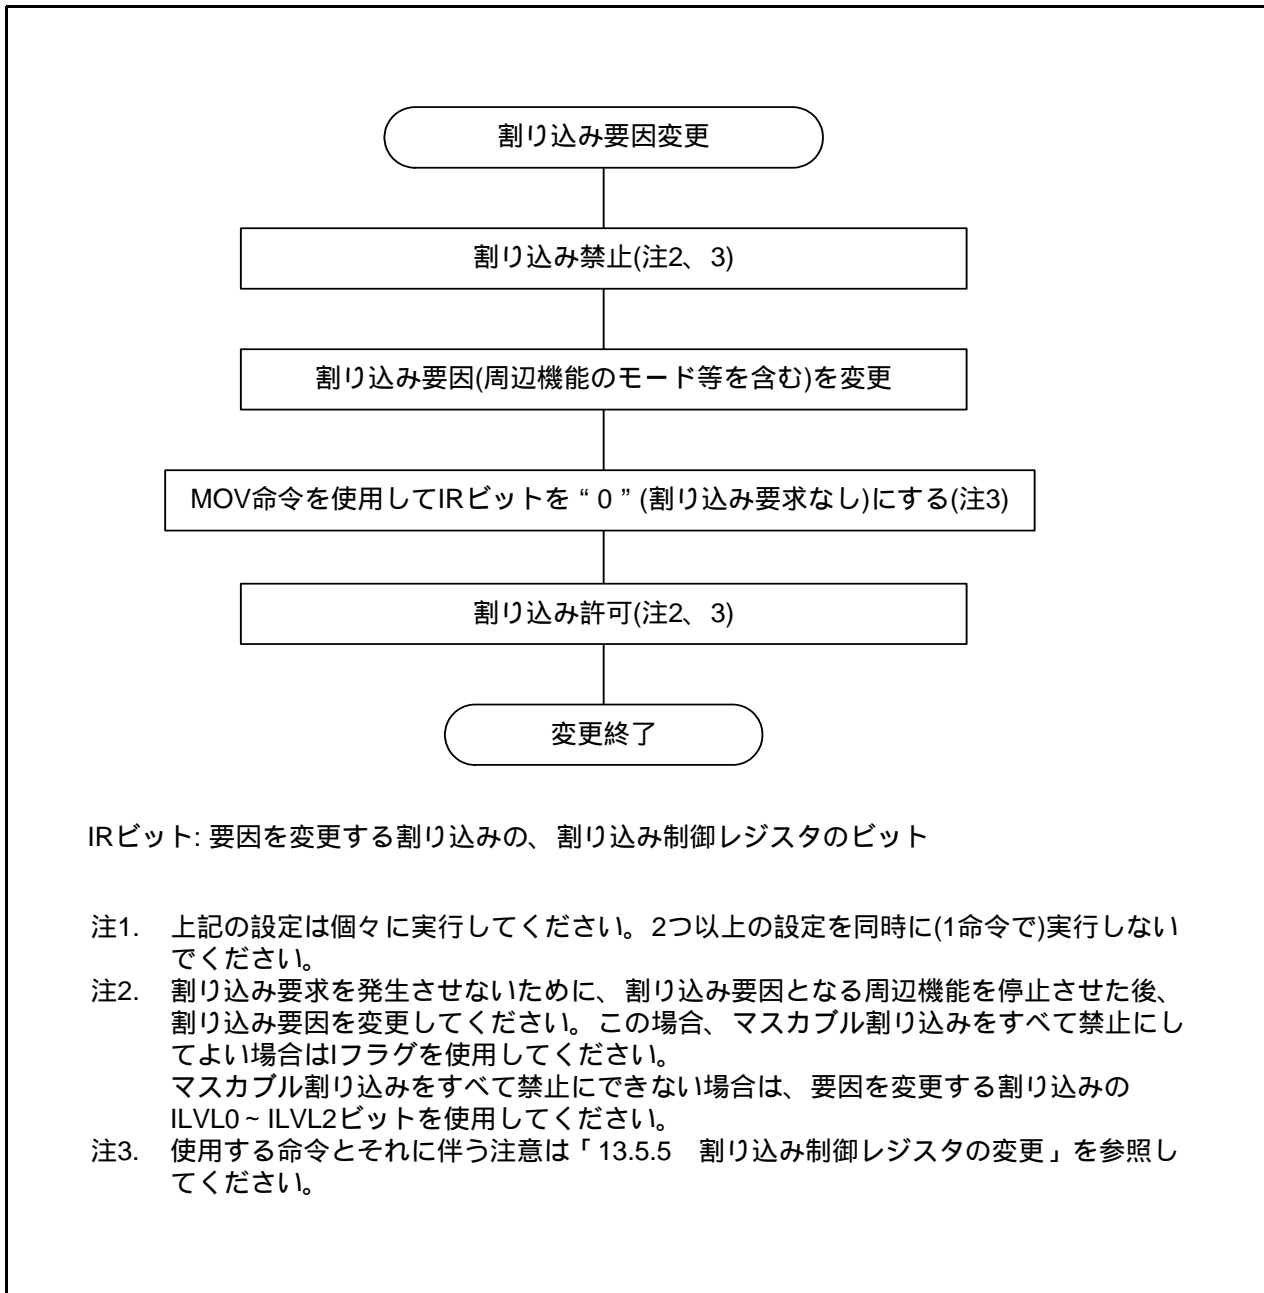 割り込み要因変更
割り込み禁止(注2、3)
割り込み要因(周辺機能のモード等を含む)を変更
MOV命令を使用してIRビットを“0”(割り込み要求なし)にする(注3)
割り込み許可(注2、3)
変更終了
IRビット: 要因を変更する割り込みの、割り込み制御レジスタのビット
注1. 上記の設定は個々に実行してください。2つ以上の設定を同時に(1命令で)実行しない
でください。
注2. 割り込み要求を発生させないために、割り込み要因となる周辺機能を停止させた後、
割り込み要因を変更してください。この場合、マスカブル割り込みをすべて禁止にし
てよい場合はIフラグを使用してください。
マスカブル割り込みをすべて禁止にできない場合は、要因を変更する割り込みの
ILVL0~ILVL2ビットを使用してください。
注3. 使用する命令とそれに伴う注意は「13.5.5 割り込み制御レジスタの変更」を参照し
てください。